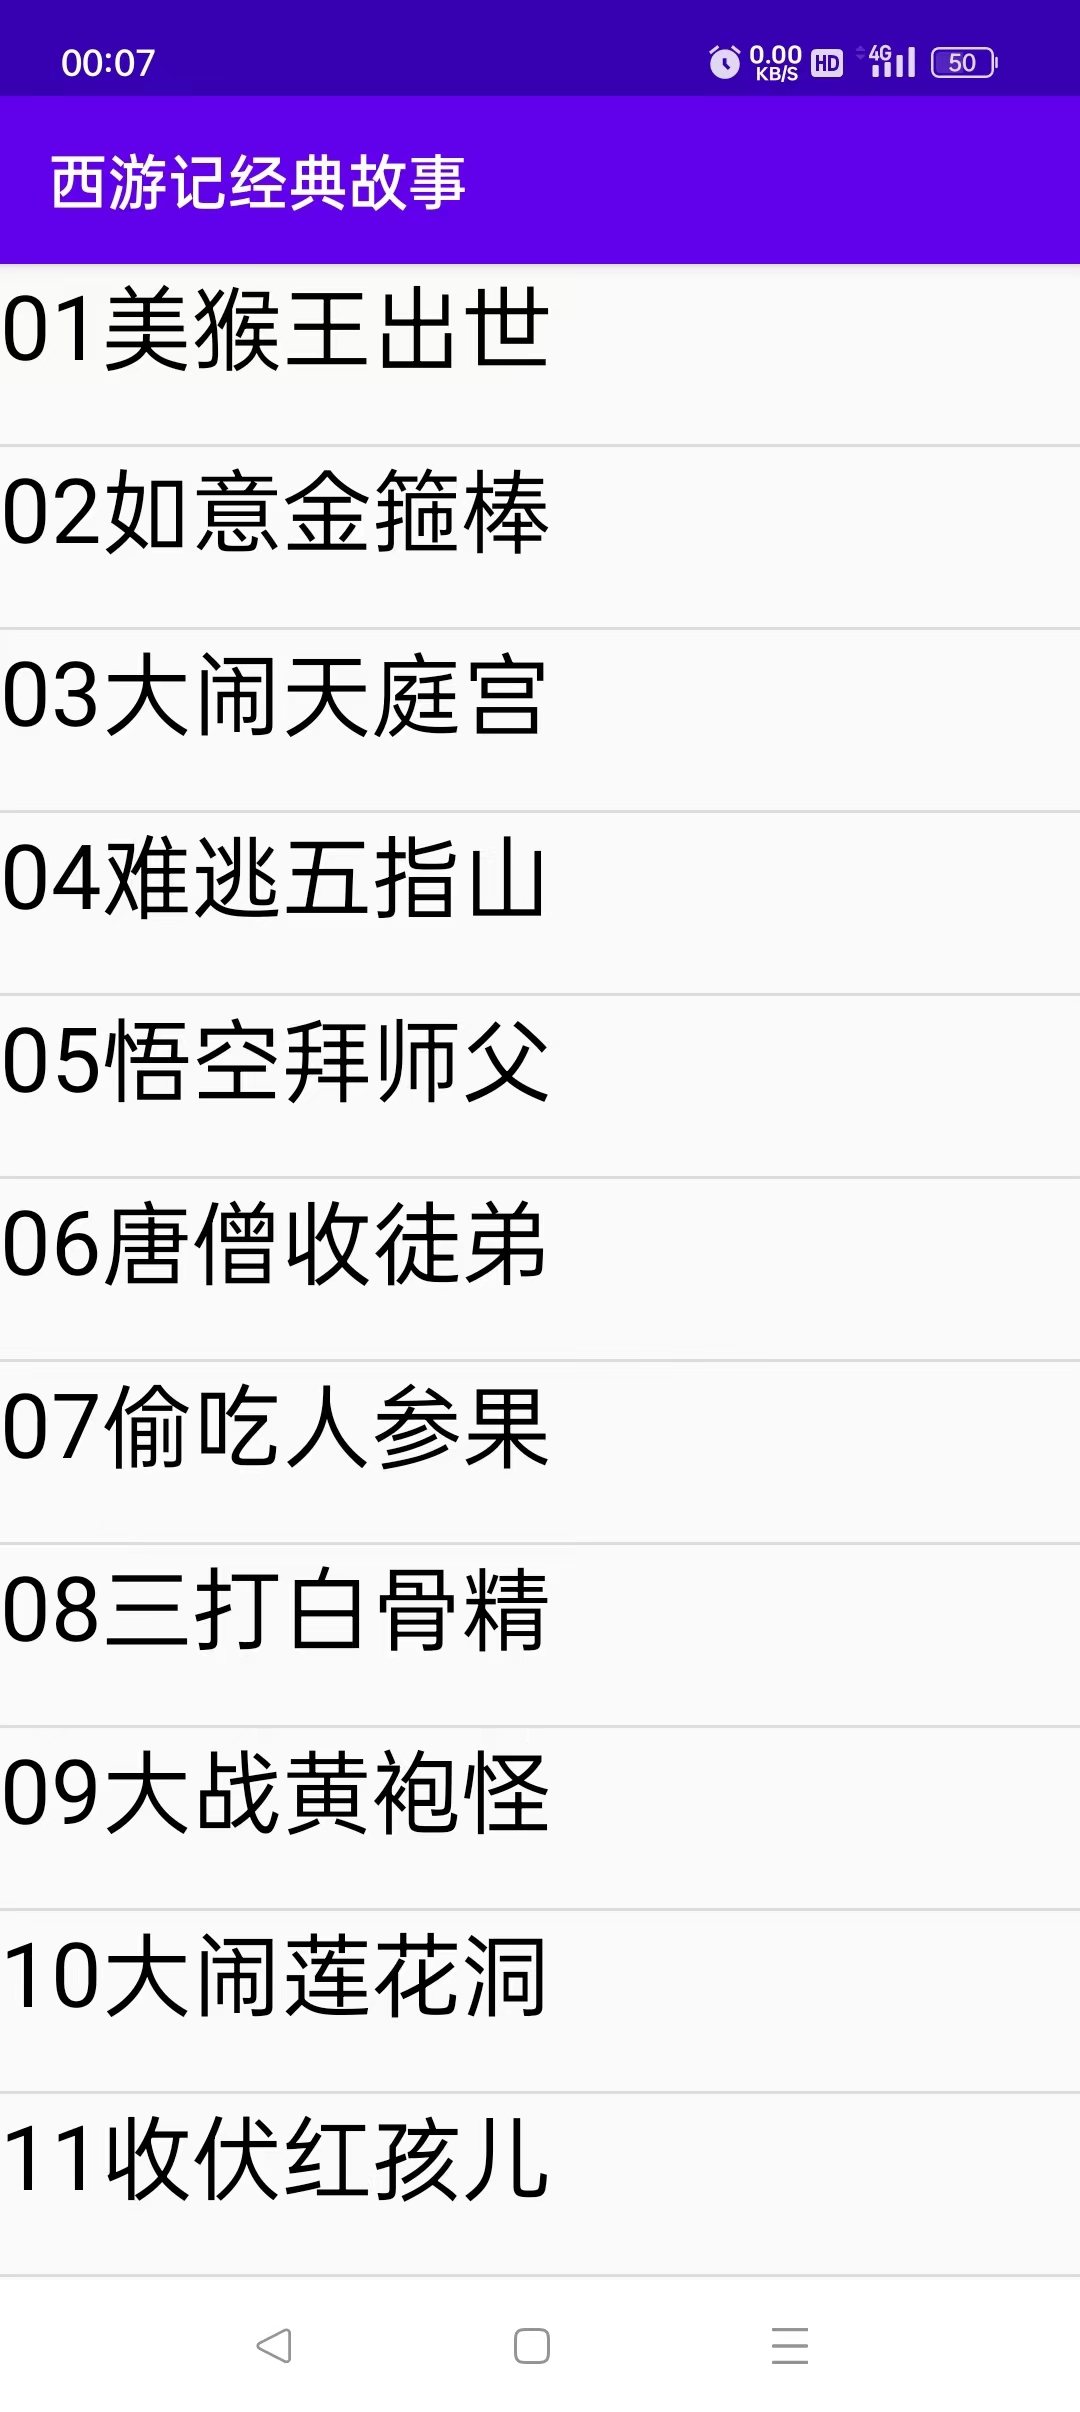 00:07
0.00 KB/S HD 4G 50
西游记经典故事
01美猴王出世
02如意金箍棒
03大闹天庭宫
04难逃五指山
05悟空拜师父
06唐僧收徒弟
07偷吃人参果
08三打白骨精
09大战黄袍怪
10大闹莲花洞
11收伏红孩儿